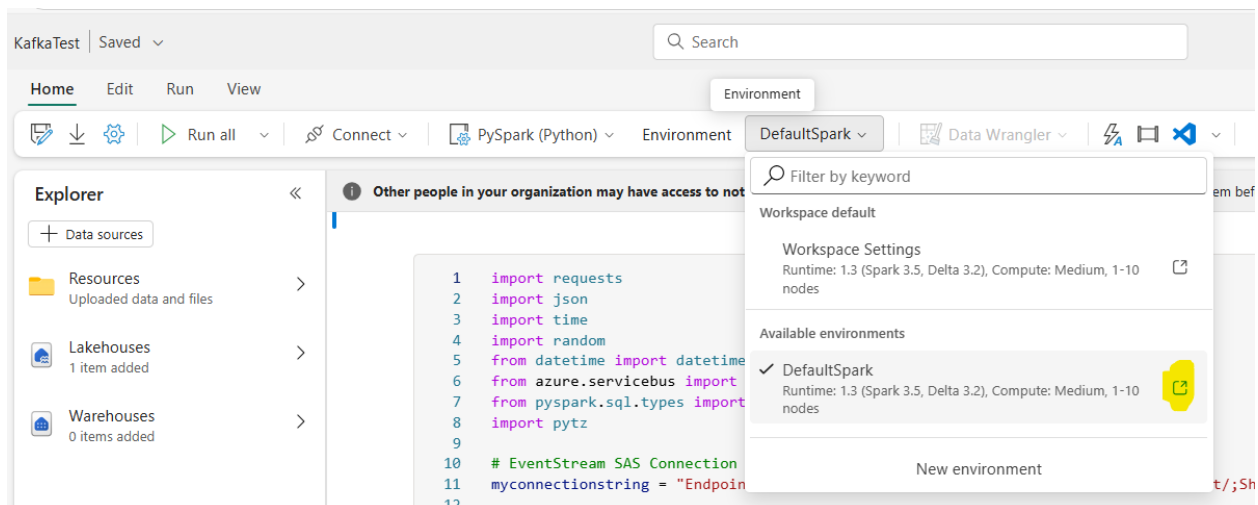 KafkaTest Saved
Search
Home Edit Run View
Environment
Run all Connect PySpark (Python) Environment DefaultSpark Data Wrangler
Explorer
Data sources
Resources
Uploaded data and files
Lakehouses
1 item added
Warehouses
0 items added
Other people in your organization may have access to not
em bef
Filter by keyword
Workspace default
Workspace Settings
Runtime: 1.3 (Spark 3.5, Delta 3.2), Compute: Medium, 1-10
nodes
Available environments
DefaultSpark
Runtime: 1.3 (Spark 3.5, Delta 3.2), Compute: Medium, 1-10
nodes
New environment
1 import requests
2 import json
3 import time
4 import random
5 from datetime import datetime
6 from azure.servicebus import
7 from pyspark.sql.types import
8 import pytz
9
10 # EventStream SAS Connection
11 myconnectionstring = "Endpoin t/;Sh
12